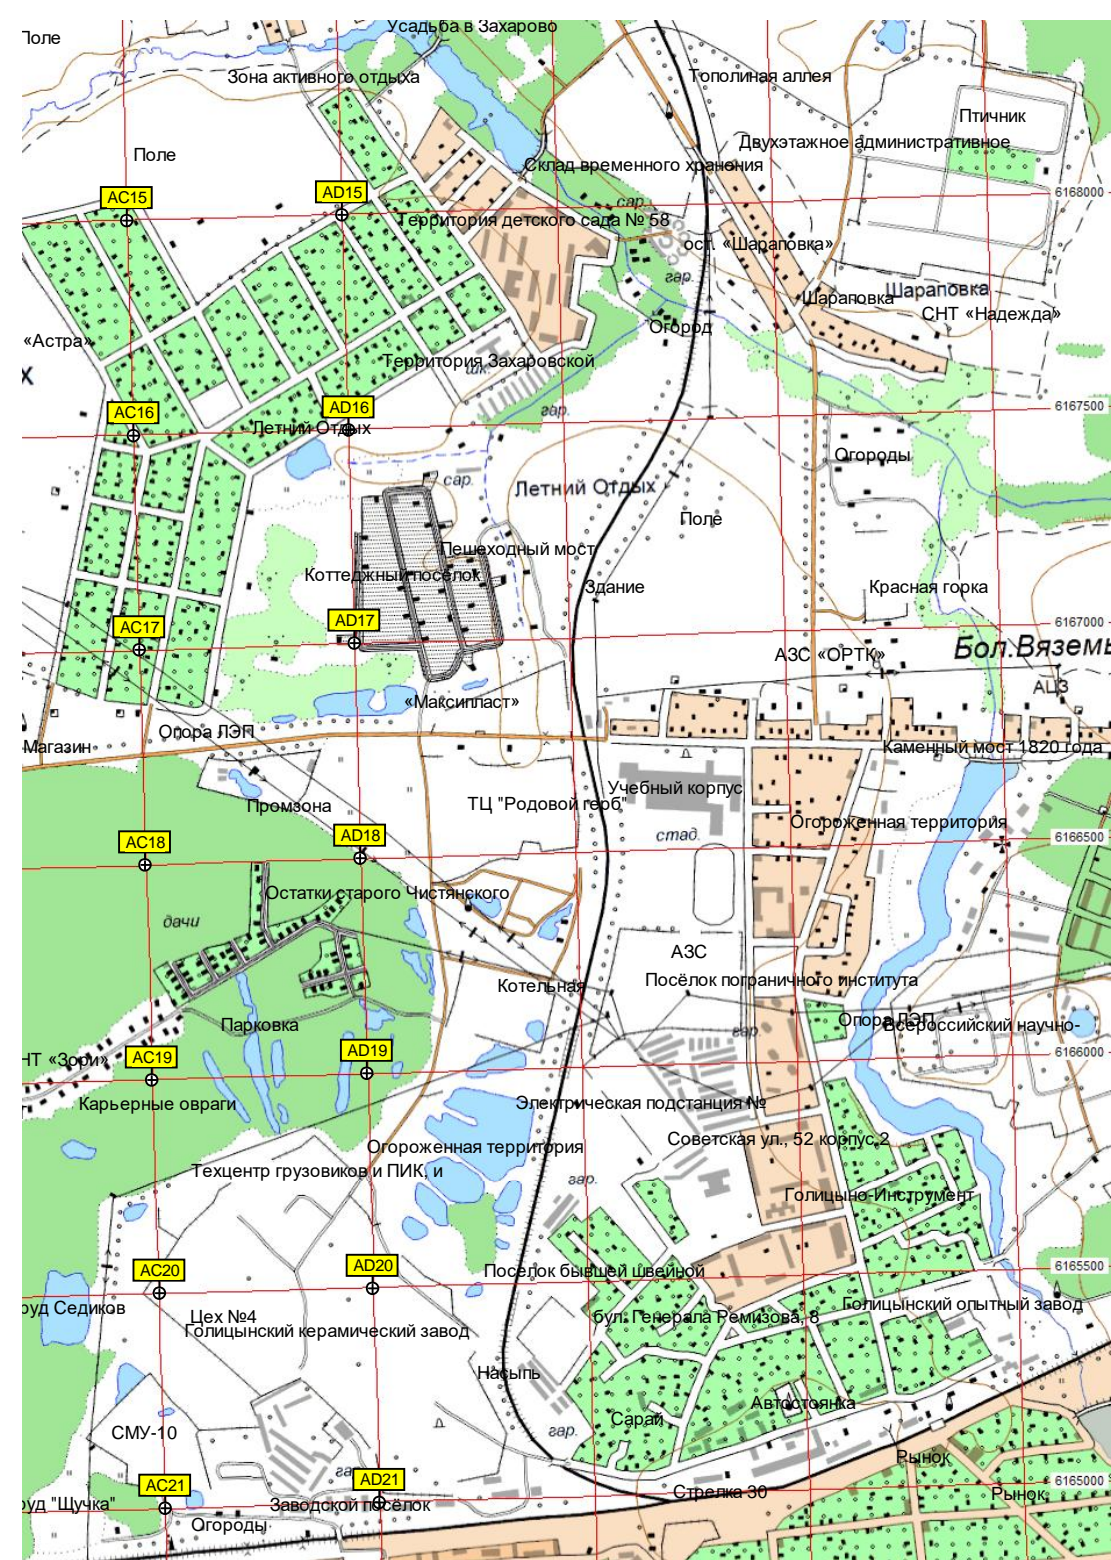 Усадьба в Захарово
Поле
Зона активного отдыха
Тополиная аллея
Птичник
Двухэтажное административное
Поле
Склад временного хранения
AC15
AD15
6168000
сар.
Территория детского сада № 58
ост. «Шараповка»
гар.
Шараповка
Шараповка
СНТ «Надежда»
Огород
«Астра»
Территория Захаровской
шк.
х
AC16
AD16
6167500
гар.
Летний Отдых
Огороды
сар.
Летний Отдых
Поле
Пешеходный мост
Коттеджный посёлок
Здание
Красная горка
AC17
AD17
6167000
Бол.Вяземы
АЗС «ОРТК»
АЦЗ
«Максипласт»
Опора ЛЭП
Магазин
Каменный мост 1820 года
Учебный корпус
Промзона
ТЦ "Родовой герб"
Огороженная территория
AC18
AD18
стад.
6166500
Остатки старого Чистянского
дачи
АЗС
Котельная
Посёлок пограничного института
Парковка
гар.
Опора ЛЭП
Всероссийский научно-
AC19
AD19
6166000
НТ «Зори»
Карьерные овраги
Электрическая подстанция №
Огороженная территория
Советская ул., 52 корпус 2
Техцентр грузовиков и ПИК, и
гар.
Голицыно-Инструмент
AC20
AD20
6165500
Поселок бывшей швейной
руд Седиков
Цех №4
Голицынский керамический завод
бул. Генерала Ремизова, 8
Голицынский опытный завод
Насыпь
Автостоянка
Сарай
СМУ-10
гар.
Рынок
AC21
AD21
6165000
Стрелка 30
Рынок
руд "Щучка"
Заводской посёлок
Огороды